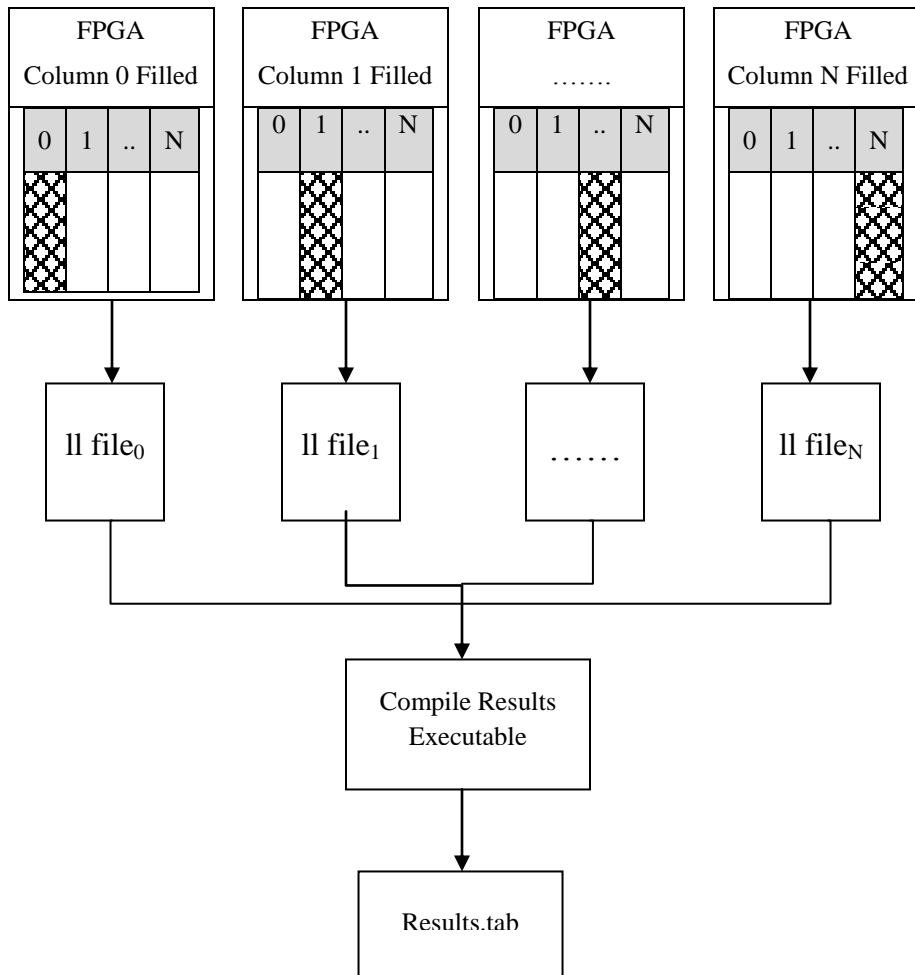 FPGA
Column 0 Filled
0 1 .. N
FPGA
Column 1 Filled
0 1 .. N
FPGA
…….
0 1 .. N
FPGA
Column N Filled
0 1 .. N
ll file0
ll file1
……
ll fileN
Compile Results
Executable
Results.tab